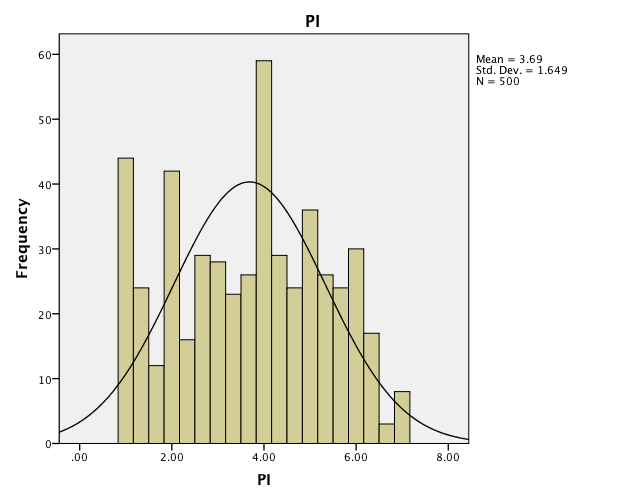 PI
Mean = 3.69
Std. Dev. = 1.649
N = 500
60
50
40
30
20
10
0
Frequency
.00 2.00 4.00 6.00 8.00
PI